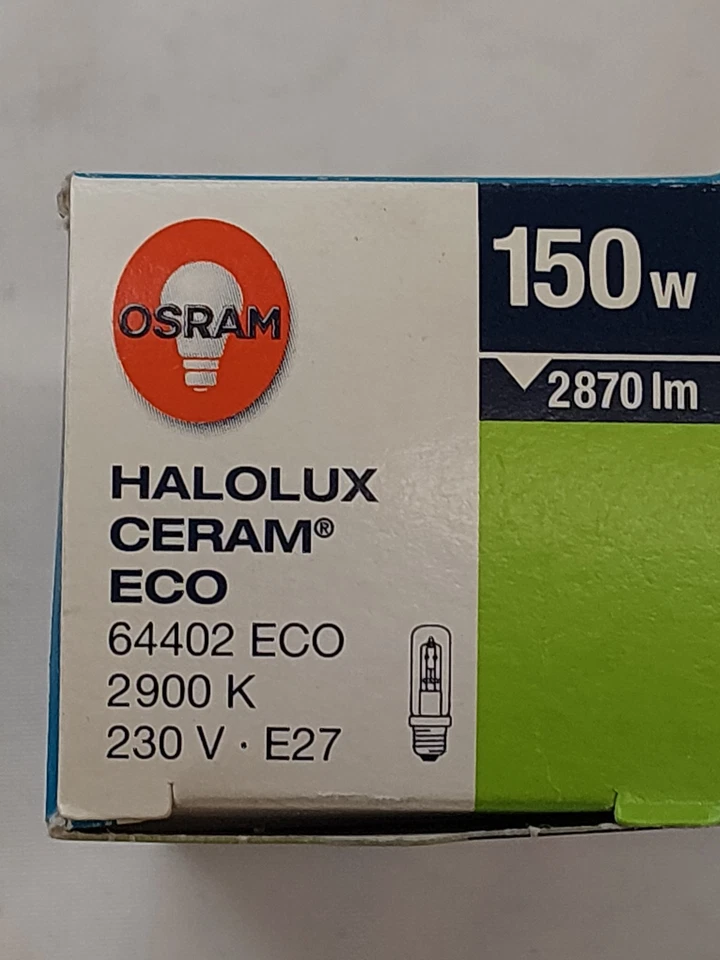 OSRAM
HALOLUX
CERAM®
ECO
64402 ECO
2900 K
230 V · E27
150 W
2870 lm